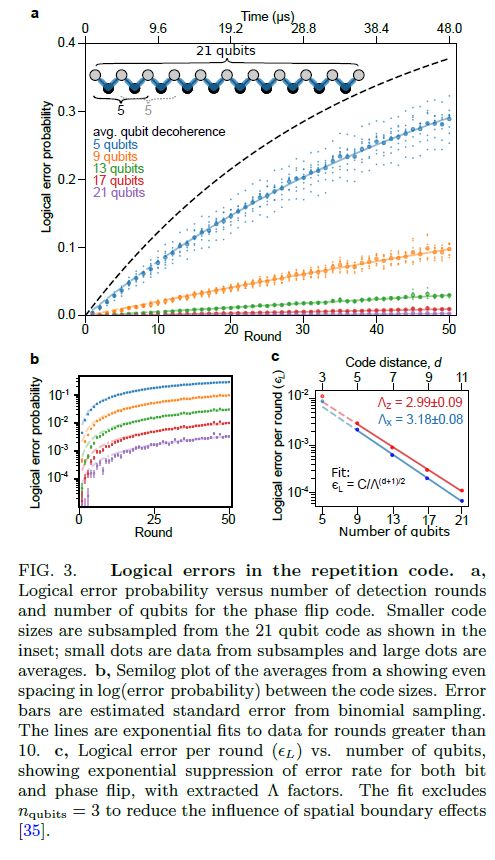 a
Time (μs)
0 9.6 19.2 28.8 38.4 48.0
0.4
0.3
0.2
0.1
0.0
Logical error probability
21 qubits
5 5
avg. qubit decoherence
5 qubits
9 qubits
13 qubits
17 qubits
21 qubits
0 10 20 30 40 50
Round
b
Logical error probability
10⁻¹
10⁻²
10⁻³
10⁻⁴
0 25 50
Round
c
Code distance, d
3 5 7 9 11
Logical error per round (ϵL)
10⁻²
10⁻³
10⁻⁴
ΛZ = 2.99±0.09
ΛX = 3.18±0.08
Fit:
ϵL = C/Λ^(d+1)/2
5 9 13 17 21
Number of qubits
FIG. 3. Logical errors in the repetition code. a,
Logical error probability versus number of detection rounds
and number of qubits for the phase flip code. Smaller code
sizes are subsampled from the 21 qubit code as shown in the
inset; small dots are data from subsamples and large dots are
averages. b, Semilog plot of the averages from a showing even
spacing in log(error probability) between the code sizes. Error
bars are estimated standard error from binomial sampling.
The lines are exponential fits to data for rounds greater than
10. c, Logical error per round (ϵL) vs. number of qubits,
showing exponential suppression of error rate for both bit
and phase flip, with extracted Λ factors. The fit excludes
nqubits = 3 to reduce the influence of spatial boundary effects
[35].